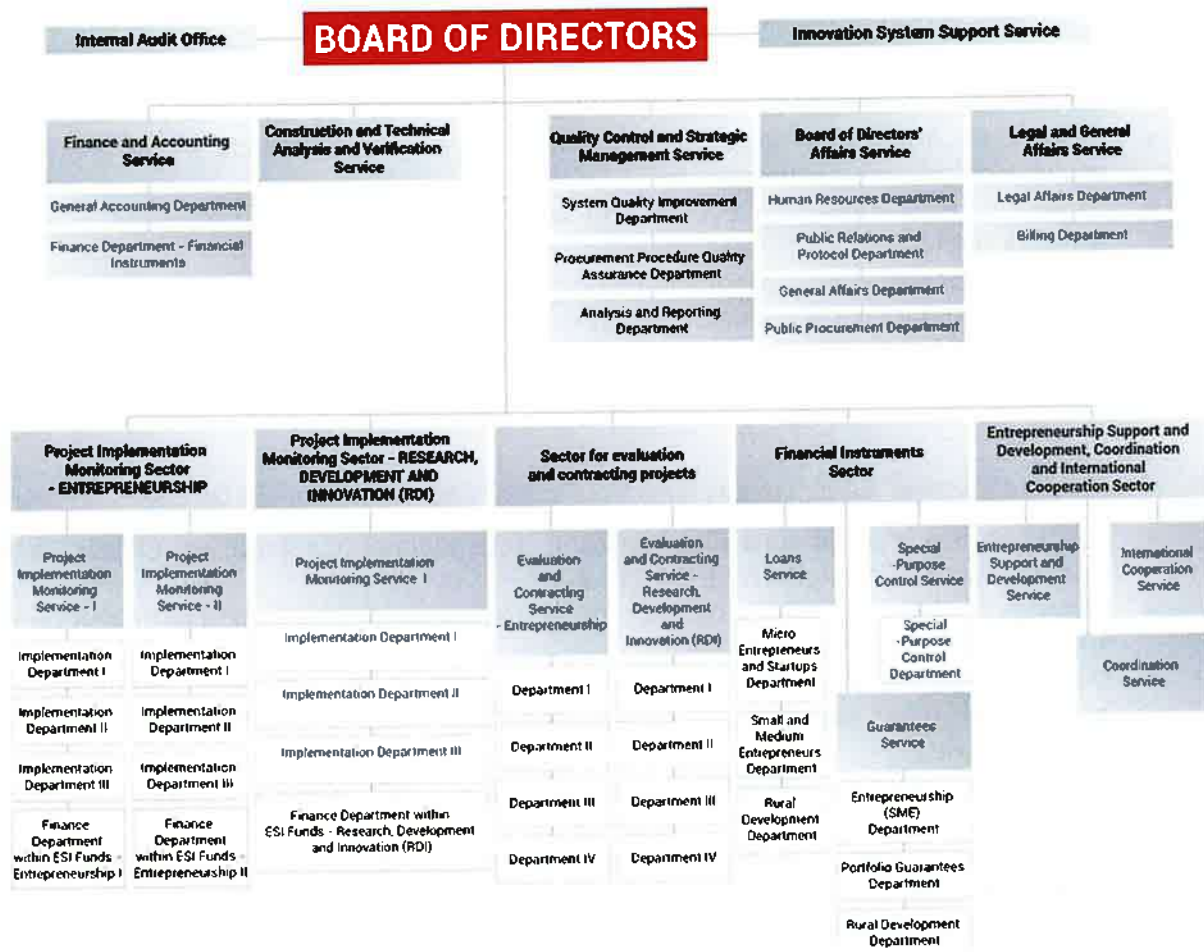 Internal Audit Office
BOARD OF DIRECTORS
Innovation System Support Service
Finance and Accounting
Service
General Accounting Department
Finance Department - Financial
Instruments
Construction and Technical
Analysis and Verification
Service
Quality Control and Strategic
Management Service
System Quality Improvement
Department
Procurement Procedure Quality
Assurance Department
Analysis and Reporting
Department
Board of Directors'
Affairs Service
Human Resources Department
Public Relations and
Protocol Department
General Affairs Department
Public Procurement Department
Legal and General
Affairs Service
Legal Affairs Department
Billing Department
Project Implementation
Monitoring Sector
- ENTREPRENEURSHIP
Project
Implementation
Monitoring
Service - I
Implementation
Department I
Implementation
Department II
Implementation
Department III
Finance
Department
within ESI Funds -
Entrepreneurship I
Project
Implementation
Monitoring
Service - II
Implementation
Department I
Implementation
Department II
Implementation
Department III
Finance
Department
within ESI Funds -
Entrepreneurship II
Project Implementation
Monitoring Sector - RESEARCH,
DEVELOPMENT AND
INNOVATION (RDI)
Project Implementation
Monitoring Service I
Implementation Department I
Implementation Department II
Implementation Department III
Finance Department within
ESI Funds - Research, Development
and Innovation (RDI)
Sector for evaluation
and contracting projects
Evaluation
and
Contracting
Service
- Entrepreneurship
Department I
Department II
Department III
Department IV
Evaluation
and Contracting
Service -
Research,
Development
and
Innovation (RDI)
Department I
Department II
Department III
Department IV
Financial Instruments
Sector
Loans
Service
Micro
Entrepreneurs
and Startups
Department
Small and
Medium
Entrepreneurs
Department
Rural
Development
Department
Special
-Purpose
Control Service
Special
-Purpose
Control
Department
Guarantees
Service
Entrepreneurship
(SME)
Department
Portfolio Guarantees
Department
Rural Development
Department
Entrepreneurship Support and
Development, Coordination
and International
Cooperation Sector
Entrepreneurship
Support and
Development
Service
International
Cooperation
Service
Coordination
Service